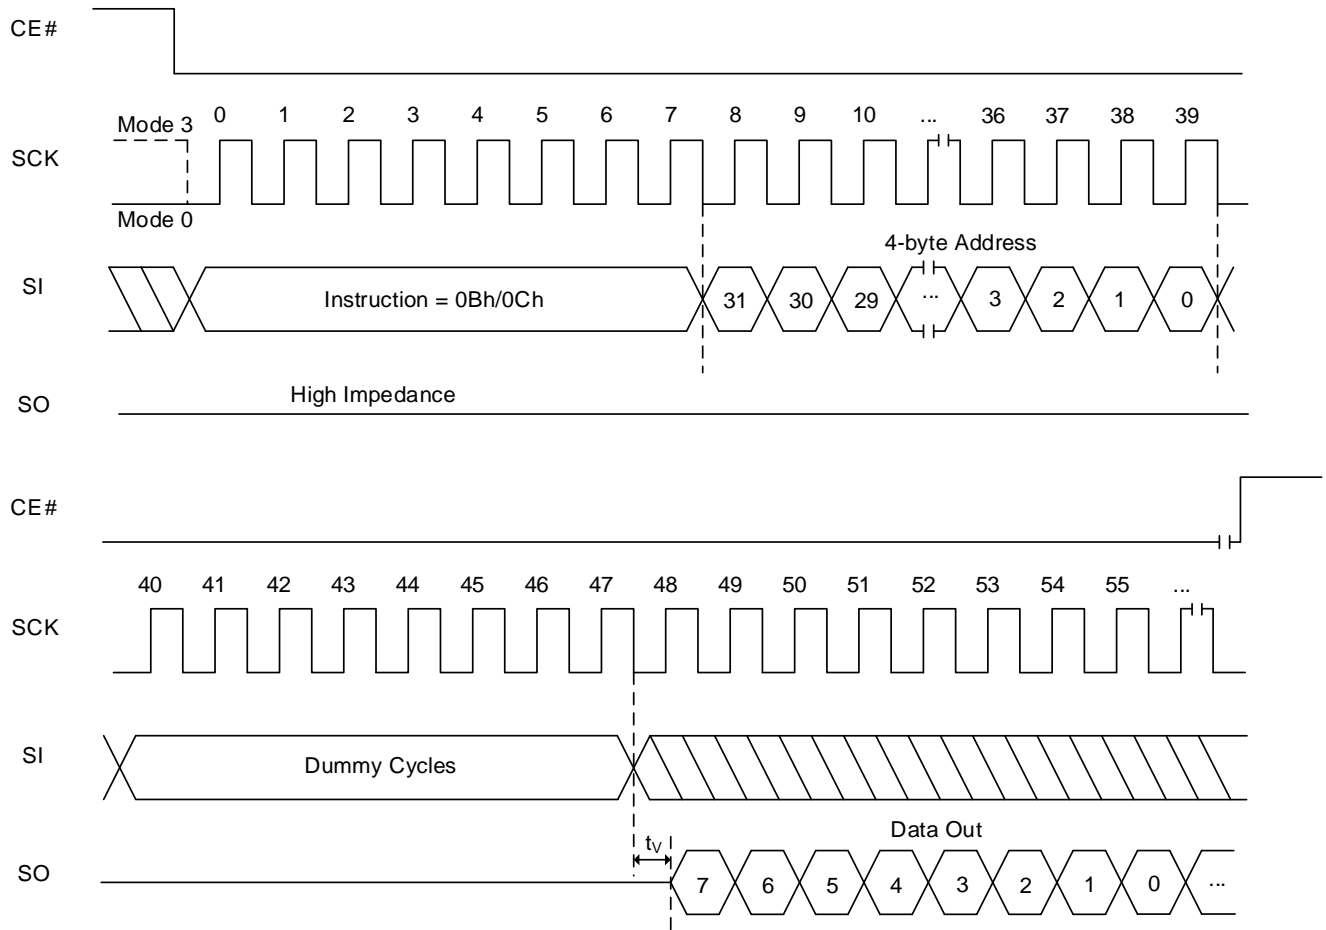 CE#
Mode 3 0 1 2 3 4 5 6 7 8 9 10 ... 36 37 38 39
SCK
Mode 0
4-byte Address
SI Instruction = 0Bh/0Ch 31 30 29 ... 3 2 1 0
High Impedance
SO
CE#
40 41 42 43 44 45 46 47 48 49 50 51 52 53 54 55 ...
SCK
SI Dummy Cycles
Data Out
tV
SO 7 6 5 4 3 2 1 0 ...